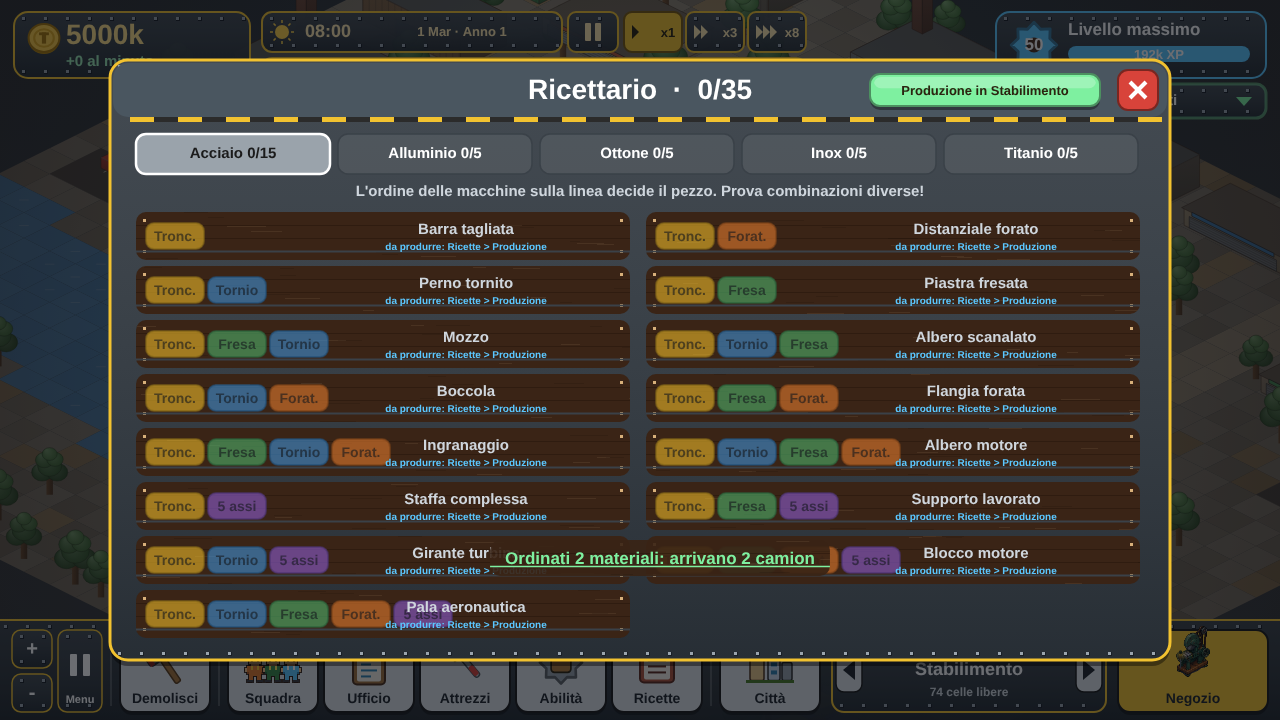 5000k
+0 al
08:00
1 Mar · Anno 1
x1
x3
x8
50
Livello massimo
192k XP
Ricettario · 0/35
Produzione in Stabilimento
Acciaio 0/15
Alluminio 0/5
Ottone 0/5
Inox 0/5
Titanio 0/5
L'ordine delle macchine sulla linea decide il pezzo. Prova combinazioni diverse!
Tronc.
Barra tagliata
da produrre: Ricette > Produzione
Tronc. Forat.
Distanziale forato
da produrre: Ricette > Produzione
Tronc. Tornio
Perno tornito
da produrre: Ricette > Produzione
Tronc. Fresa
Piastra fresata
da produrre: Ricette > Produzione
Tronc. Fresa Tornio
Mozzo
da produrre: Ricette > Produzione
Tronc. Tornio Fresa
Albero scanalato
da produrre: Ricette > Produzione
Tronc. Tornio Forat.
Boccola
da produrre: Ricette > Produzione
Tronc. Fresa Forat.
Flangia forata
da produrre: Ricette > Produzione
Tronc. Fresa Tornio Forat.
Ingranaggio
da produrre: Ricette > Produzione
Tronc. Tornio Fresa Forat.
Albero motore
da produrre: Ricette > Produzione
Tronc. 5 assi
Staffa complessa
da produrre: Ricette > Produzione
Tronc. Fresa 5 assi
Supporto lavorato
da produrre: Ricette > Produzione
Tronc. Tornio 5 assi
Girante
da produrre: Ricette >
Ordinati 2 materiali: arrivano 2 camion
5 assi
Blocco motore
da produrre: Ricette > Produzione
Tronc. Tornio Fresa Forat. 5 assi
Pala aeronautica
da produrre: Ricette > Produzione
+
-
Menu
Demolisci
Squadra
Ufficio
Attrezzi
Abilità
Ricette
Città
Stabilimento
74 celle libere
Negozio